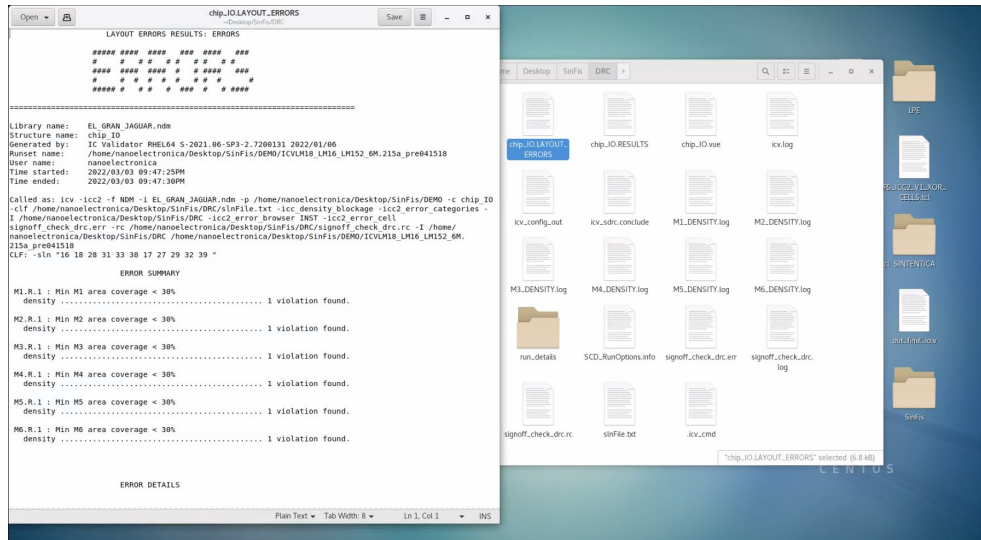 Open
chip_IO.LAYOUT_ERRORS
~/Desktop/SinFis/DRC
Save
LAYOUT ERRORS RESULTS: ERRORS
Library name: EL_GRAN_JAGUAR.ndm
Structure name: chip_IO
Generated by: IC Validator RHEL64 S-2021.06-SP3-2.7200131 2022/01/06
Runset name: /home/nanoelectronica/Desktop/SinFis/DEMO/ICVLM18_LM16_LM152_6M.215a_pre041518
User name: nanoelectronica
Time started: 2022/03/03 09:47:25PM
Time ended: 2022/03/03 09:47:30PM
Called as: icv -icc2 -f NDM -i EL_GRAN_JAGUAR.ndm -p /home/nanoelectronica/Desktop/SinFis/DEMO -c chip_IO
-clf /home/nanoelectronica/Desktop/SinFis/DRC/slnFile.txt -icc_density_blockage -icc2_error_categories -
I /home/nanoelectronica/Desktop/SinFis/DRC -icc2_error_browser INST -icc2_error_cell
signoff_check_drc.err -rc /home/nanoelectronica/Desktop/SinFis/DRC/signoff_check_drc.rc -I /home/
nanoelectronica/Desktop/SinFis/DRC /home/nanoelectronica/Desktop/SinFis/DEMO/ICVLM18_LM16_LM152_6M.
215a_pre041518
CLF: -sln "16 18 28 31 33 38 17 27 29 32 39 "
ERROR SUMMARY
M1.R.1 : Min M1 area coverage < 30%
density ............................................ 1 violation found.
M2.R.1 : Min M2 area coverage < 30%
density ............................................ 1 violation found.
M3.R.1 : Min M3 area coverage < 30%
density ............................................ 1 violation found.
M4.R.1 : Min M4 area coverage < 30%
density ............................................ 1 violation found.
M5.R.1 : Min M5 area coverage < 30%
density ............................................ 1 violation found.
M6.R.1 : Min M6 area coverage < 30%
density ............................................ 1 violation found.
ERROR DETAILS
Plain Text Tab Width: 8 Ln 1, Col 1 INS
me Desktop SinFis DRC
chip_IO.LAYOUT_
ERRORS
chip_IO.RESULTS
chip_IO.vue
icv.log
icv_config_out
icv_sdrc.conclude
M1_DENSITY.log
M2_DENSITY.log
M3_DENSITY.log
M4_DENSITY.log
M5_DENSITY.log
M6_DENSITY.log
run_details
SCD_RunOptions.info
signoff_check_drc.err
signoff_check_drc.
log
signoff_check_drc.rc
slnFile.txt
.icv_cmd
"chip_IO.LAYOUT_ERRORS" selected (6.8 kB)
LPE
CELLS.tcl
SINTENTICA
SinFis
CENTOS